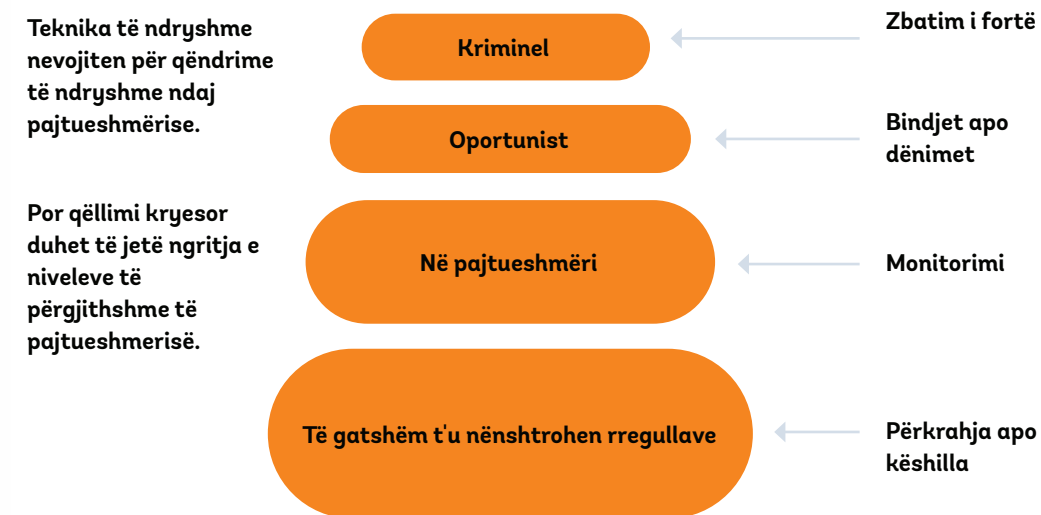 Teknika të ndryshme
nevojiten për qëndrime
të ndryshme ndaj
pajtueshmërise.
Por qëllimi kryesor
duhet të jetë ngritja e
niveleve të
përgjithshme të
pajtueshmerisë.
Kriminel
Zbatim i fortë
Oportunist
Bindjet apo
dënimet
Në pajtueshmëri
Monitorimi
Të gatshëm t'u nënshtrohen rregullave
Përkrahja apo
këshilla